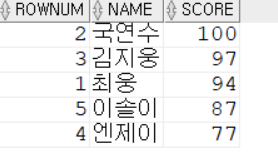 ROWNUM NAME SCORE
2 국연수 100
3 김지웅 97
1 최웅 94
5 이솔이 87
4 엔제이 77